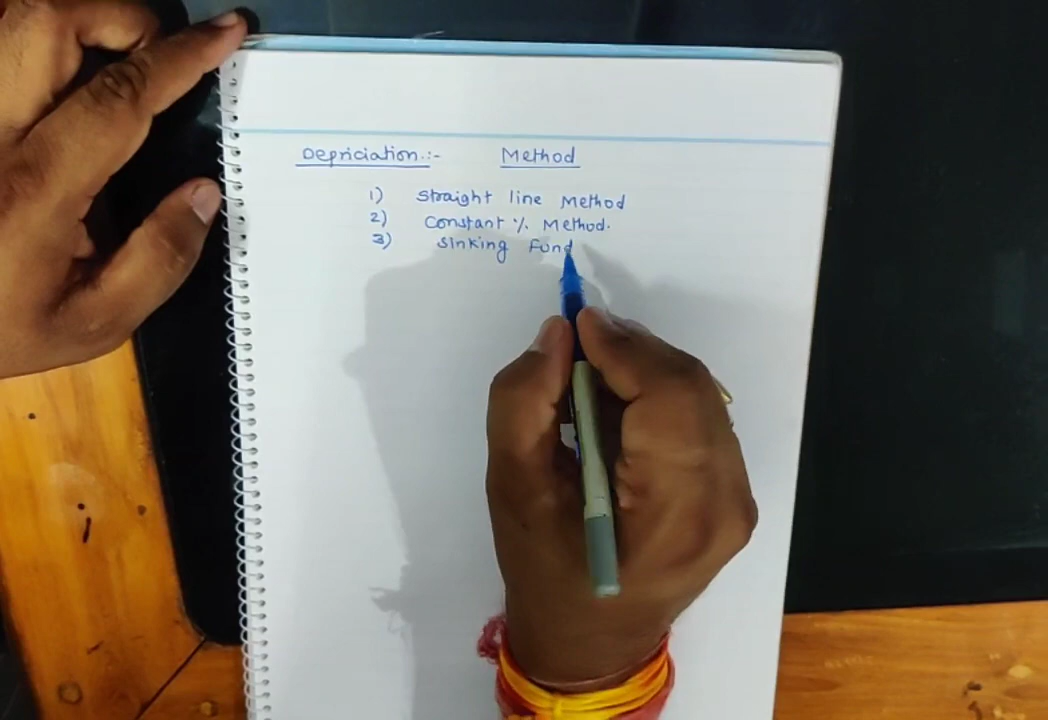 Depriciation:- Method
1) Straight line Method
2) Constant % Method.
3) Sinking Fund